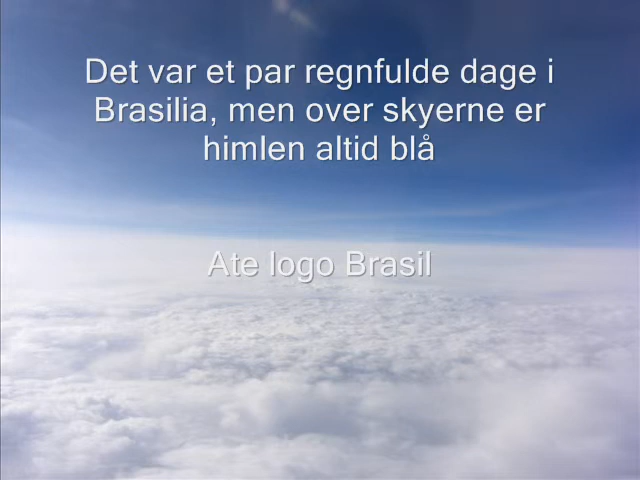 Det var et par regnfulde dage i
Brasilia, men over skyerne er
himlen altid blå
Ate logo Brasil